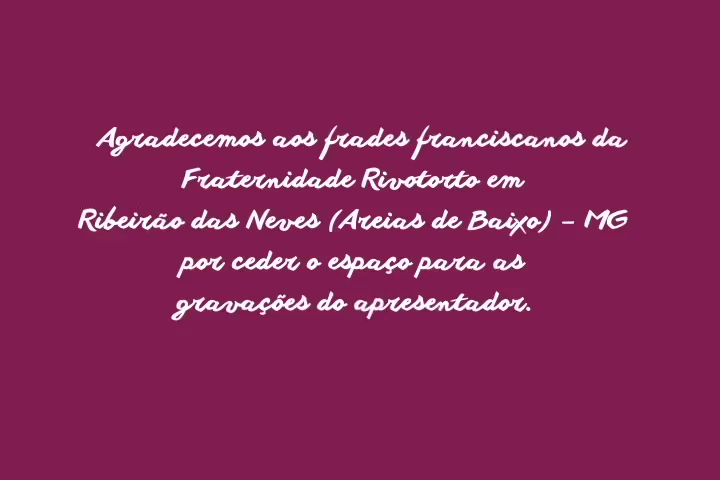 Agradecemos aos frades franciscanos da
Fraternidade Rivotorto em
Ribeirão das Neves (Areias de Baixo) - MG
por ceder o espaço para as
gravações do apresentador.